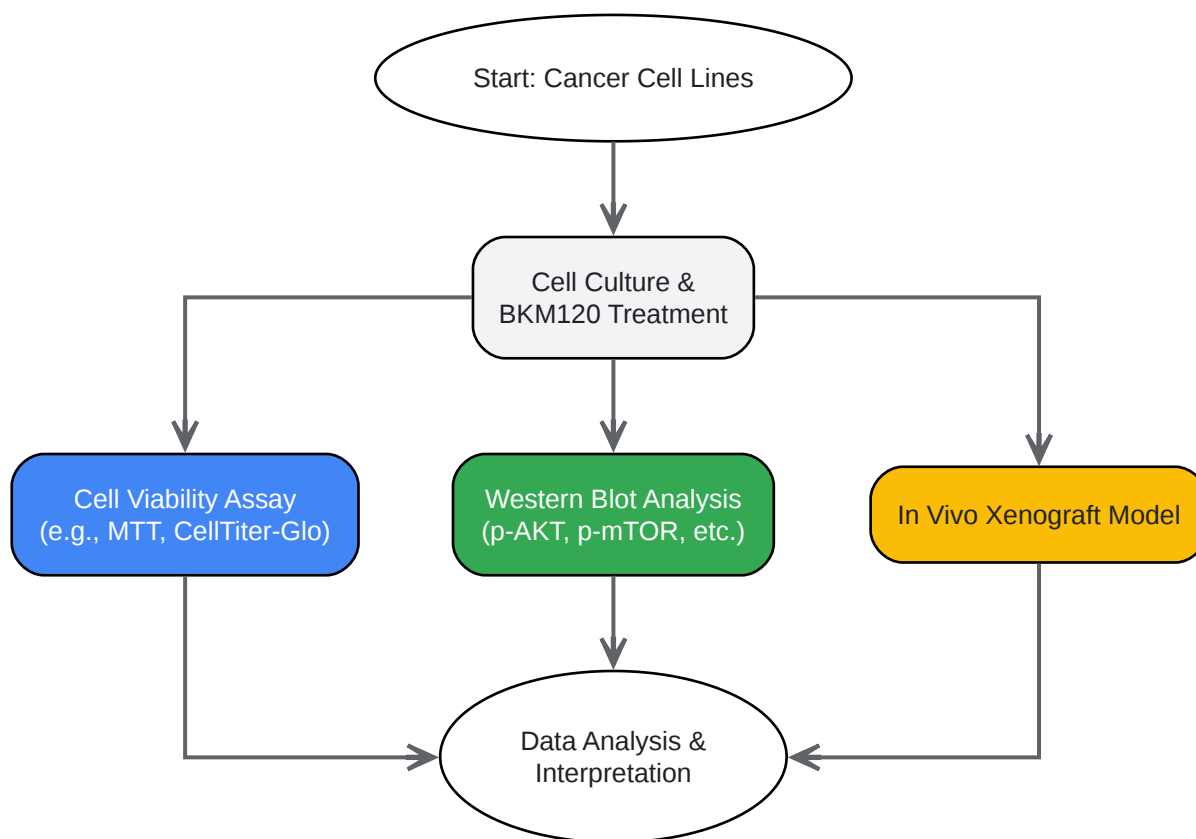 Start: Cancer Cell Lines
Cell Culture &
BKM120 Treatment
Cell Viability Assay
(e.g., MTT, CellTiter-Glo)
Western Blot Analysis
(p-AKT, p-mTOR, etc.)
In Vivo Xenograft Model
Data Analysis &
Interpretation